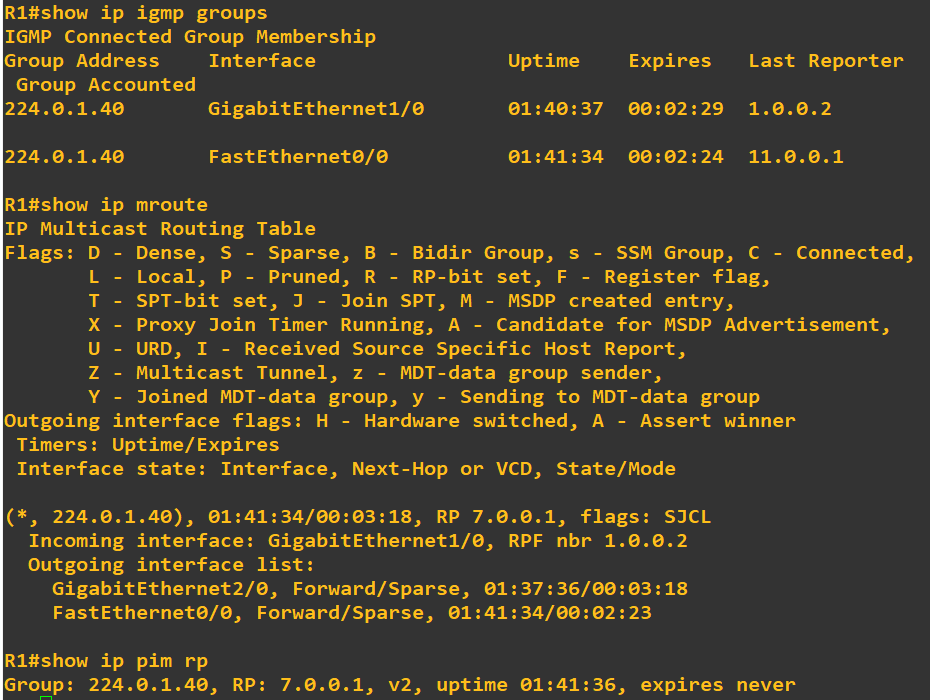 R1#show ip igmp groups
IGMP Connected Group Membership
Group Address    Interface                Uptime    Expires   Last Reporter
 Group Accounted
224.0.1.40       GigabitEthernet1/0       01:40:37  00:02:29  1.0.0.2
224.0.1.40       FastEthernet0/0          01:41:34  00:02:24  11.0.0.1
R1#show ip mroute
IP Multicast Routing Table
Flags: D - Dense, S - Sparse, B - Bidir Group, s - SSM Group, C - Connected,
       L - Local, P - Pruned, R - RP-bit set, F - Register flag,
       T - SPT-bit set, J - Join SPT, M - MSDP created entry,
       X - Proxy Join Timer Running, A - Candidate for MSDP Advertisement,
       U - URD, I - Received Source Specific Host Report,
       Z - Multicast Tunnel, z - MDT-data group sender,
       Y - Joined MDT-data group, y - Sending to MDT-data group
Outgoing interface flags: H - Hardware switched, A - Assert winner
 Timers: Uptime/Expires
 Interface state: Interface, Next-Hop or VCD, State/Mode
(*, 224.0.1.40), 01:41:34/00:03:18, RP 7.0.0.1, flags: SJCL
  Incoming interface: GigabitEthernet1/0, RPF nbr 1.0.0.2
  Outgoing interface list:
    GigabitEthernet2/0, Forward/Sparse, 01:37:36/00:03:18
    FastEthernet0/0, Forward/Sparse, 01:41:34/00:02:23
R1#show ip pim rp
Group: 224.0.1.40, RP: 7.0.0.1, v2, uptime 01:41:36, expires never